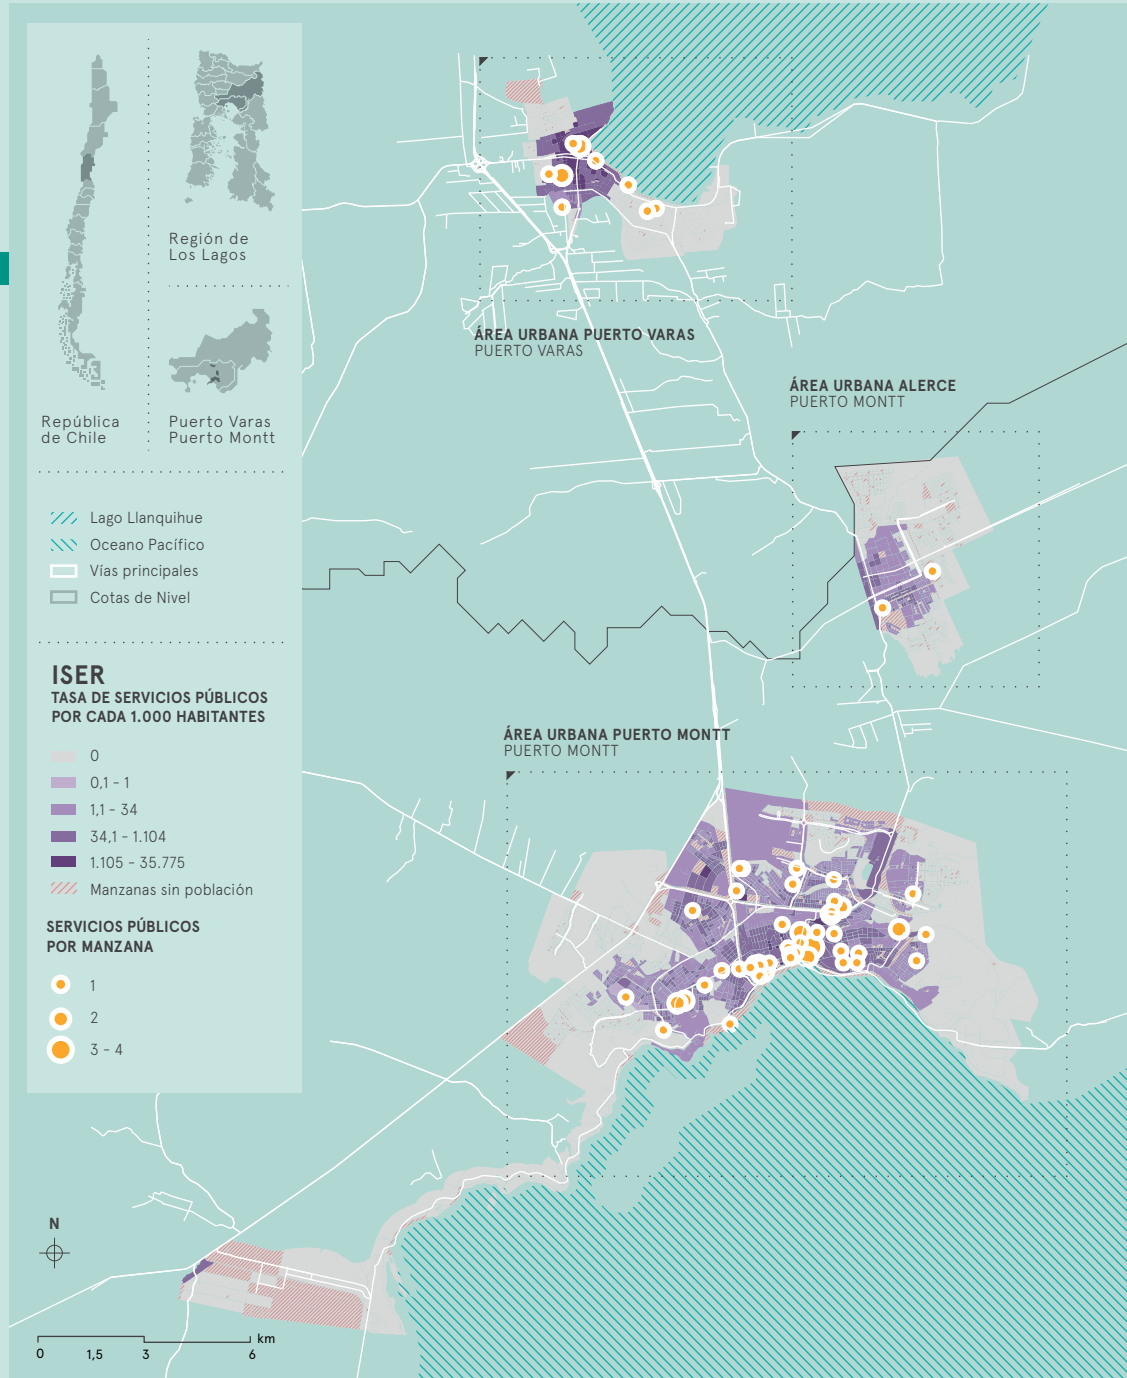 Región de
Los Lagos
República
de Chile
Puerto Varas
Puerto Montt
Lago Llanquihue
Oceano Pacífico
Vías principales
Cotas de Nivel
ISER
TASA DE SERVICIOS PÚBLICOS
POR CADA 1.000 HABITANTES
0
0,1 - 1
1,1 - 34
34,1 - 1.104
1.105 - 35.775
Manzanas sin población
SERVICIOS PÚBLICOS
POR MANZANA
1
2
3 - 4
N
km
0 1,5 3 6
ÁREA URBANA PUERTO VARAS
PUERTO VARAS
ÁREA URBANA ALERCE
PUERTO MONTT
ÁREA URBANA PUERTO MONTT
PUERTO MONTT